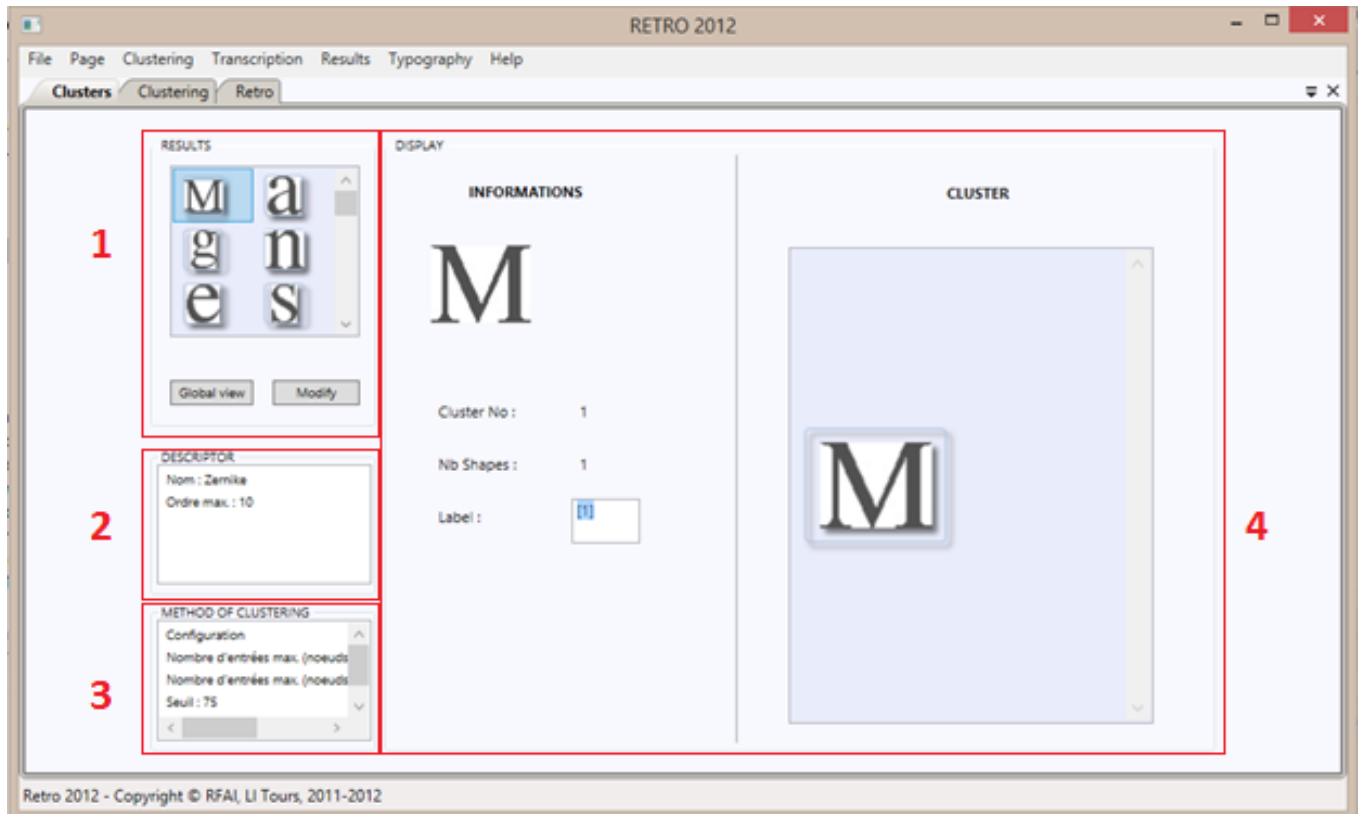 RETRO 2012
File Page Clustering Transcription Results Typography Help
Clusters Clustering Retro
1
RESULTS
M a
g n
e s
Global view Modify
2
DESCRIPTOR
Nom : Zernike
Ordre max. : 10
3
METHOD OF CLUSTERING
Configuration
Nombre d'entrées max. (noeuds
Nombre d'entrées max. (noeuds
Seuil : 75
DISPLAY
INFORMATIONS
M
Cluster No : 1
Nb Shapes : 1
Label : [1]
CLUSTER
M
4
Retro 2012 - Copyright © RFAI, LI Tours, 2011-2012